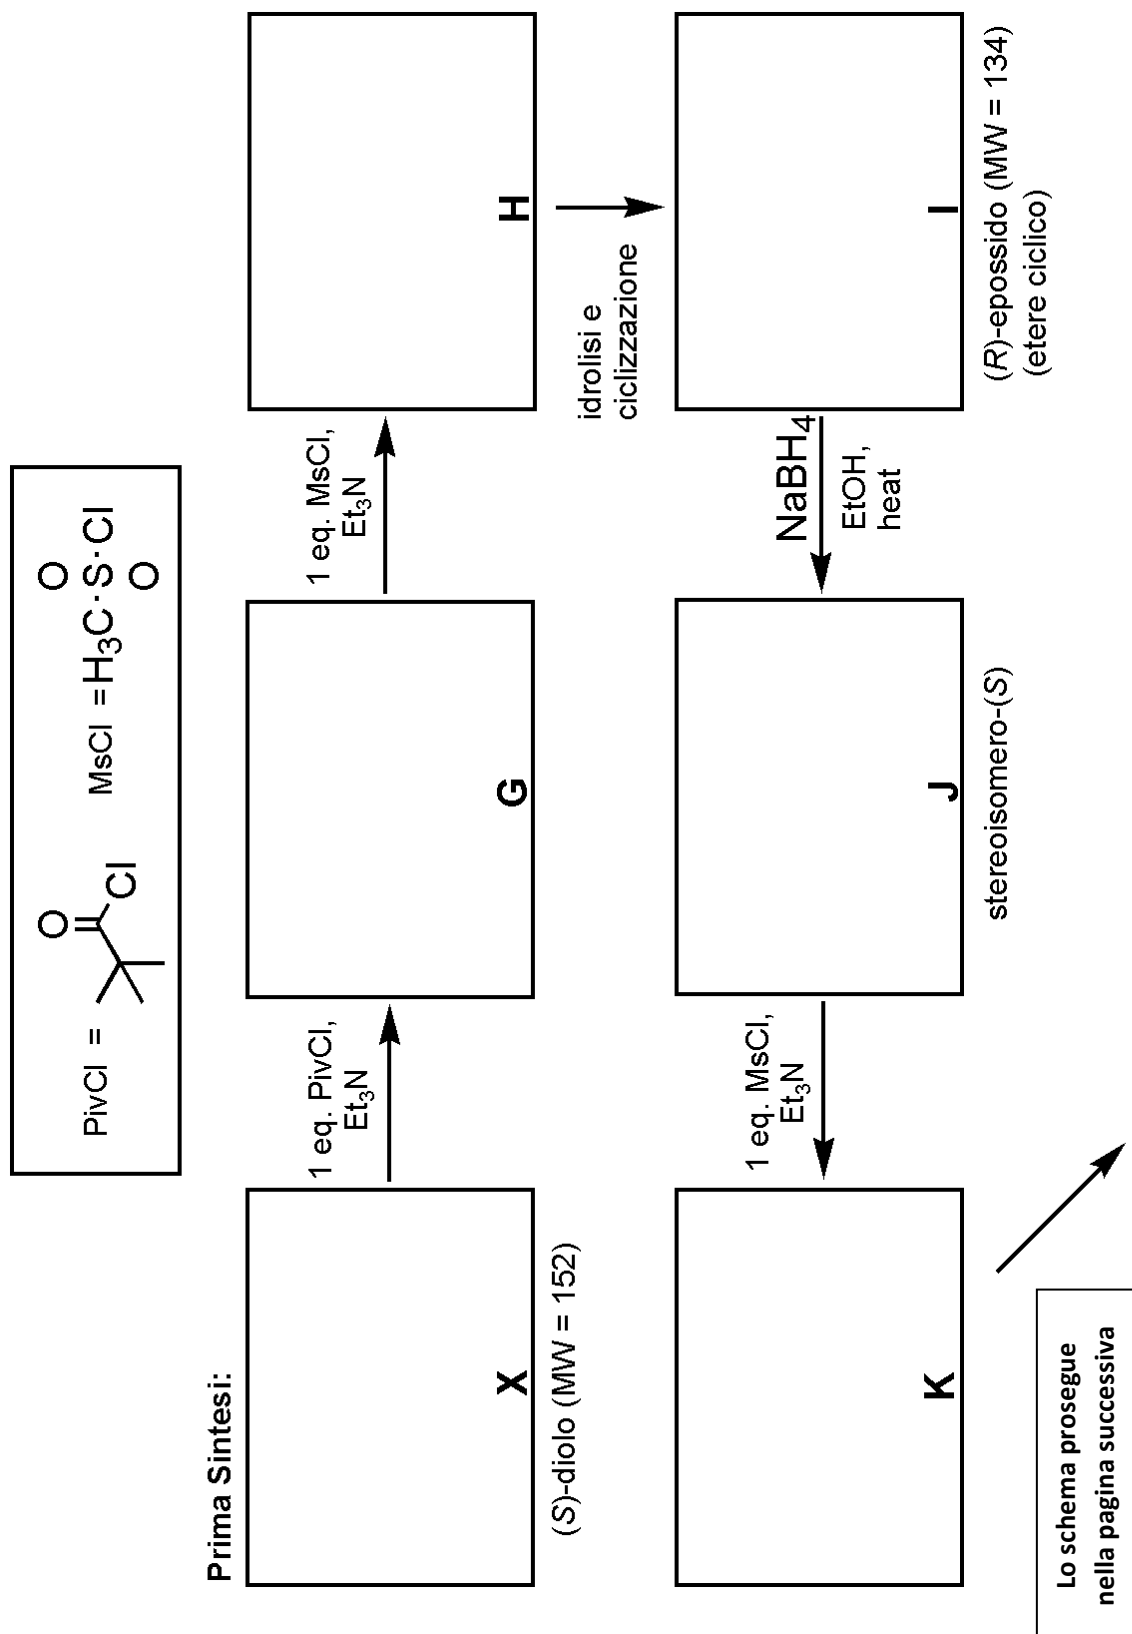 PivCl =
O
Cl
MsCl =
O
H₃C · S · Cl
O
Prima Sintesi:
X
(S)-diolo (MW = 152)
1 eq. PivCl,
Et₃N
G
1 eq. MsCl,
Et₃N
H
idrolisi e
ciclizzazione
I
(R)-epossido (MW = 134)
(etere ciclico)
NaBH₄
EtOH,
heat
J
stereoisomero-(S)
1 eq. MsCl,
Et₃N
K
Lo schema prosegue
nella pagina successiva